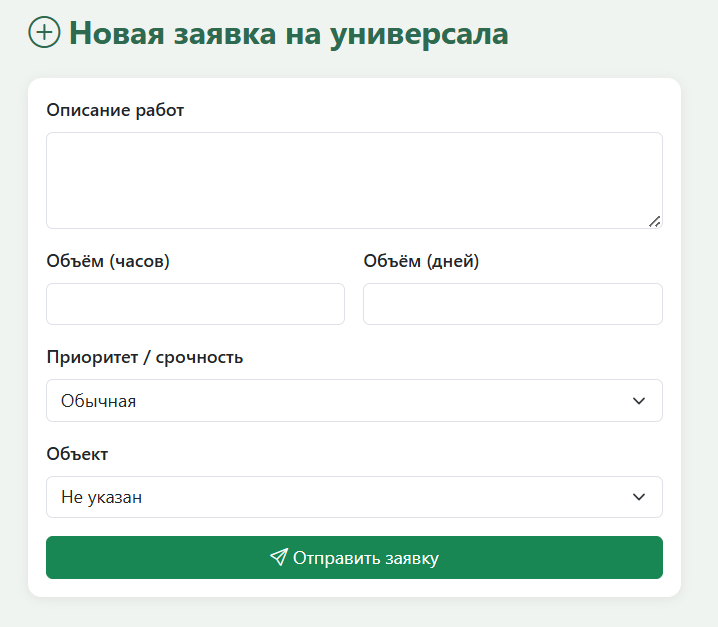 Новая заявка на универсала
Описание работ
Объём (часов) Объём (дней)
Приоритет / срочность
Обычная
Объект
Не указан
Отправить заявку